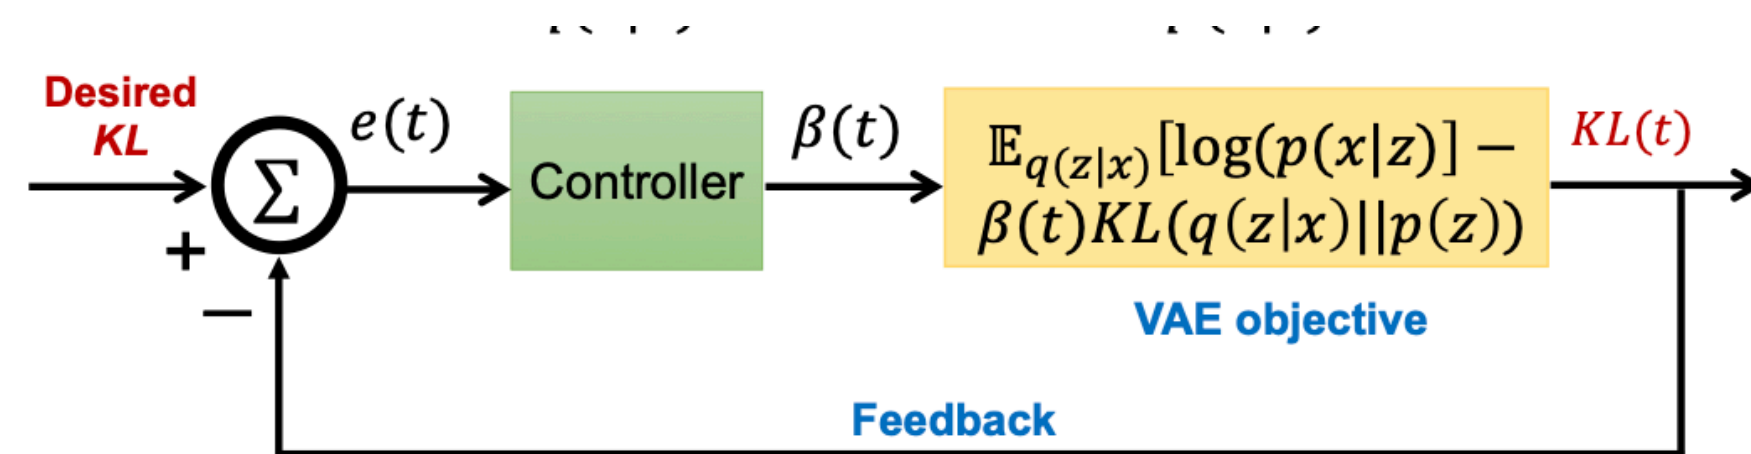 Desired
KL
e(t)
β(t)
KL(t)
Σ
Controller
𝔼q(z|x)[log(p(x|z)] −
β(t)KL(q(z|x)||p(z))
+
−
VAE objective
Feedback